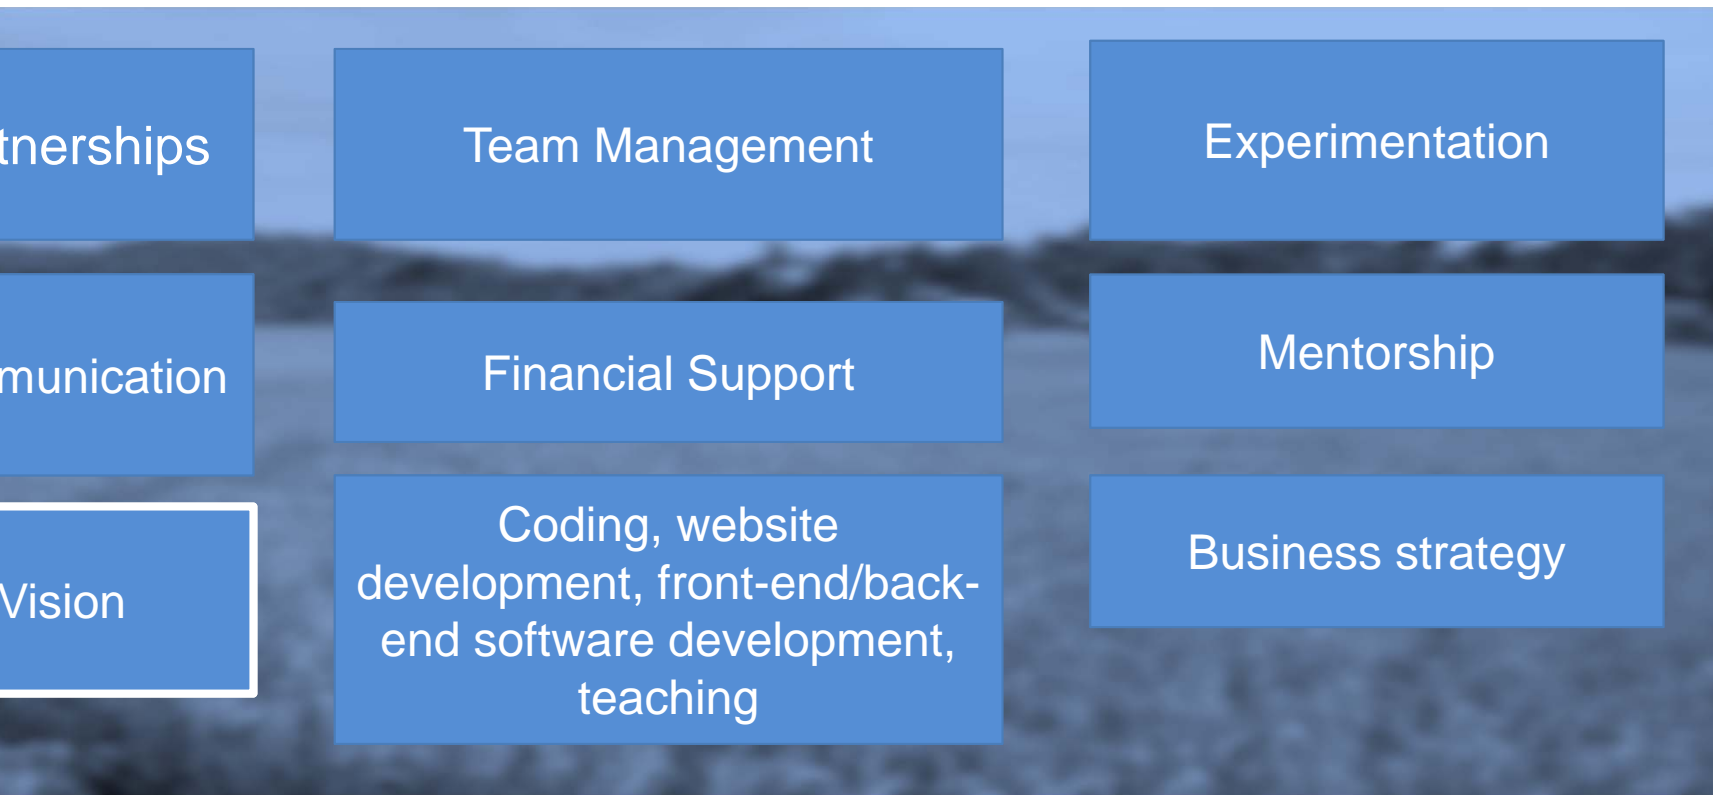 tnerships
Team Management
Experimentation
munication
Financial Support
Mentorship
Vision
Coding, website
development, front-end/back-
end software development,
teaching
Business strategy